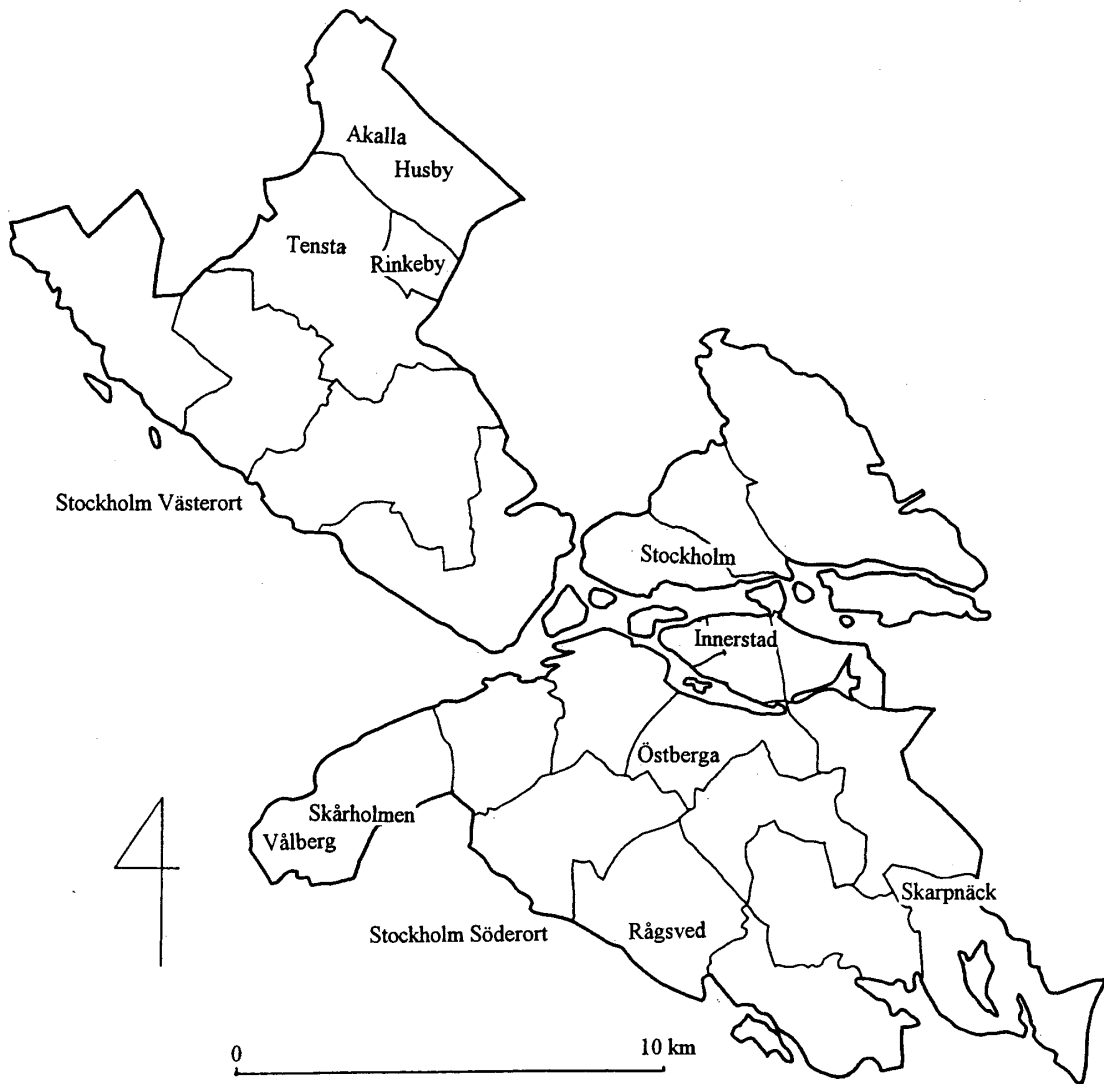 Akalla
Husby
Tensta
Rinkeby
Stockholm Västerort
Stockholm
Innerstad
Östberga
Skårholmen
Vålberg
Skarpnäck
Stockholm Söderort
Rågsved
0
10 km